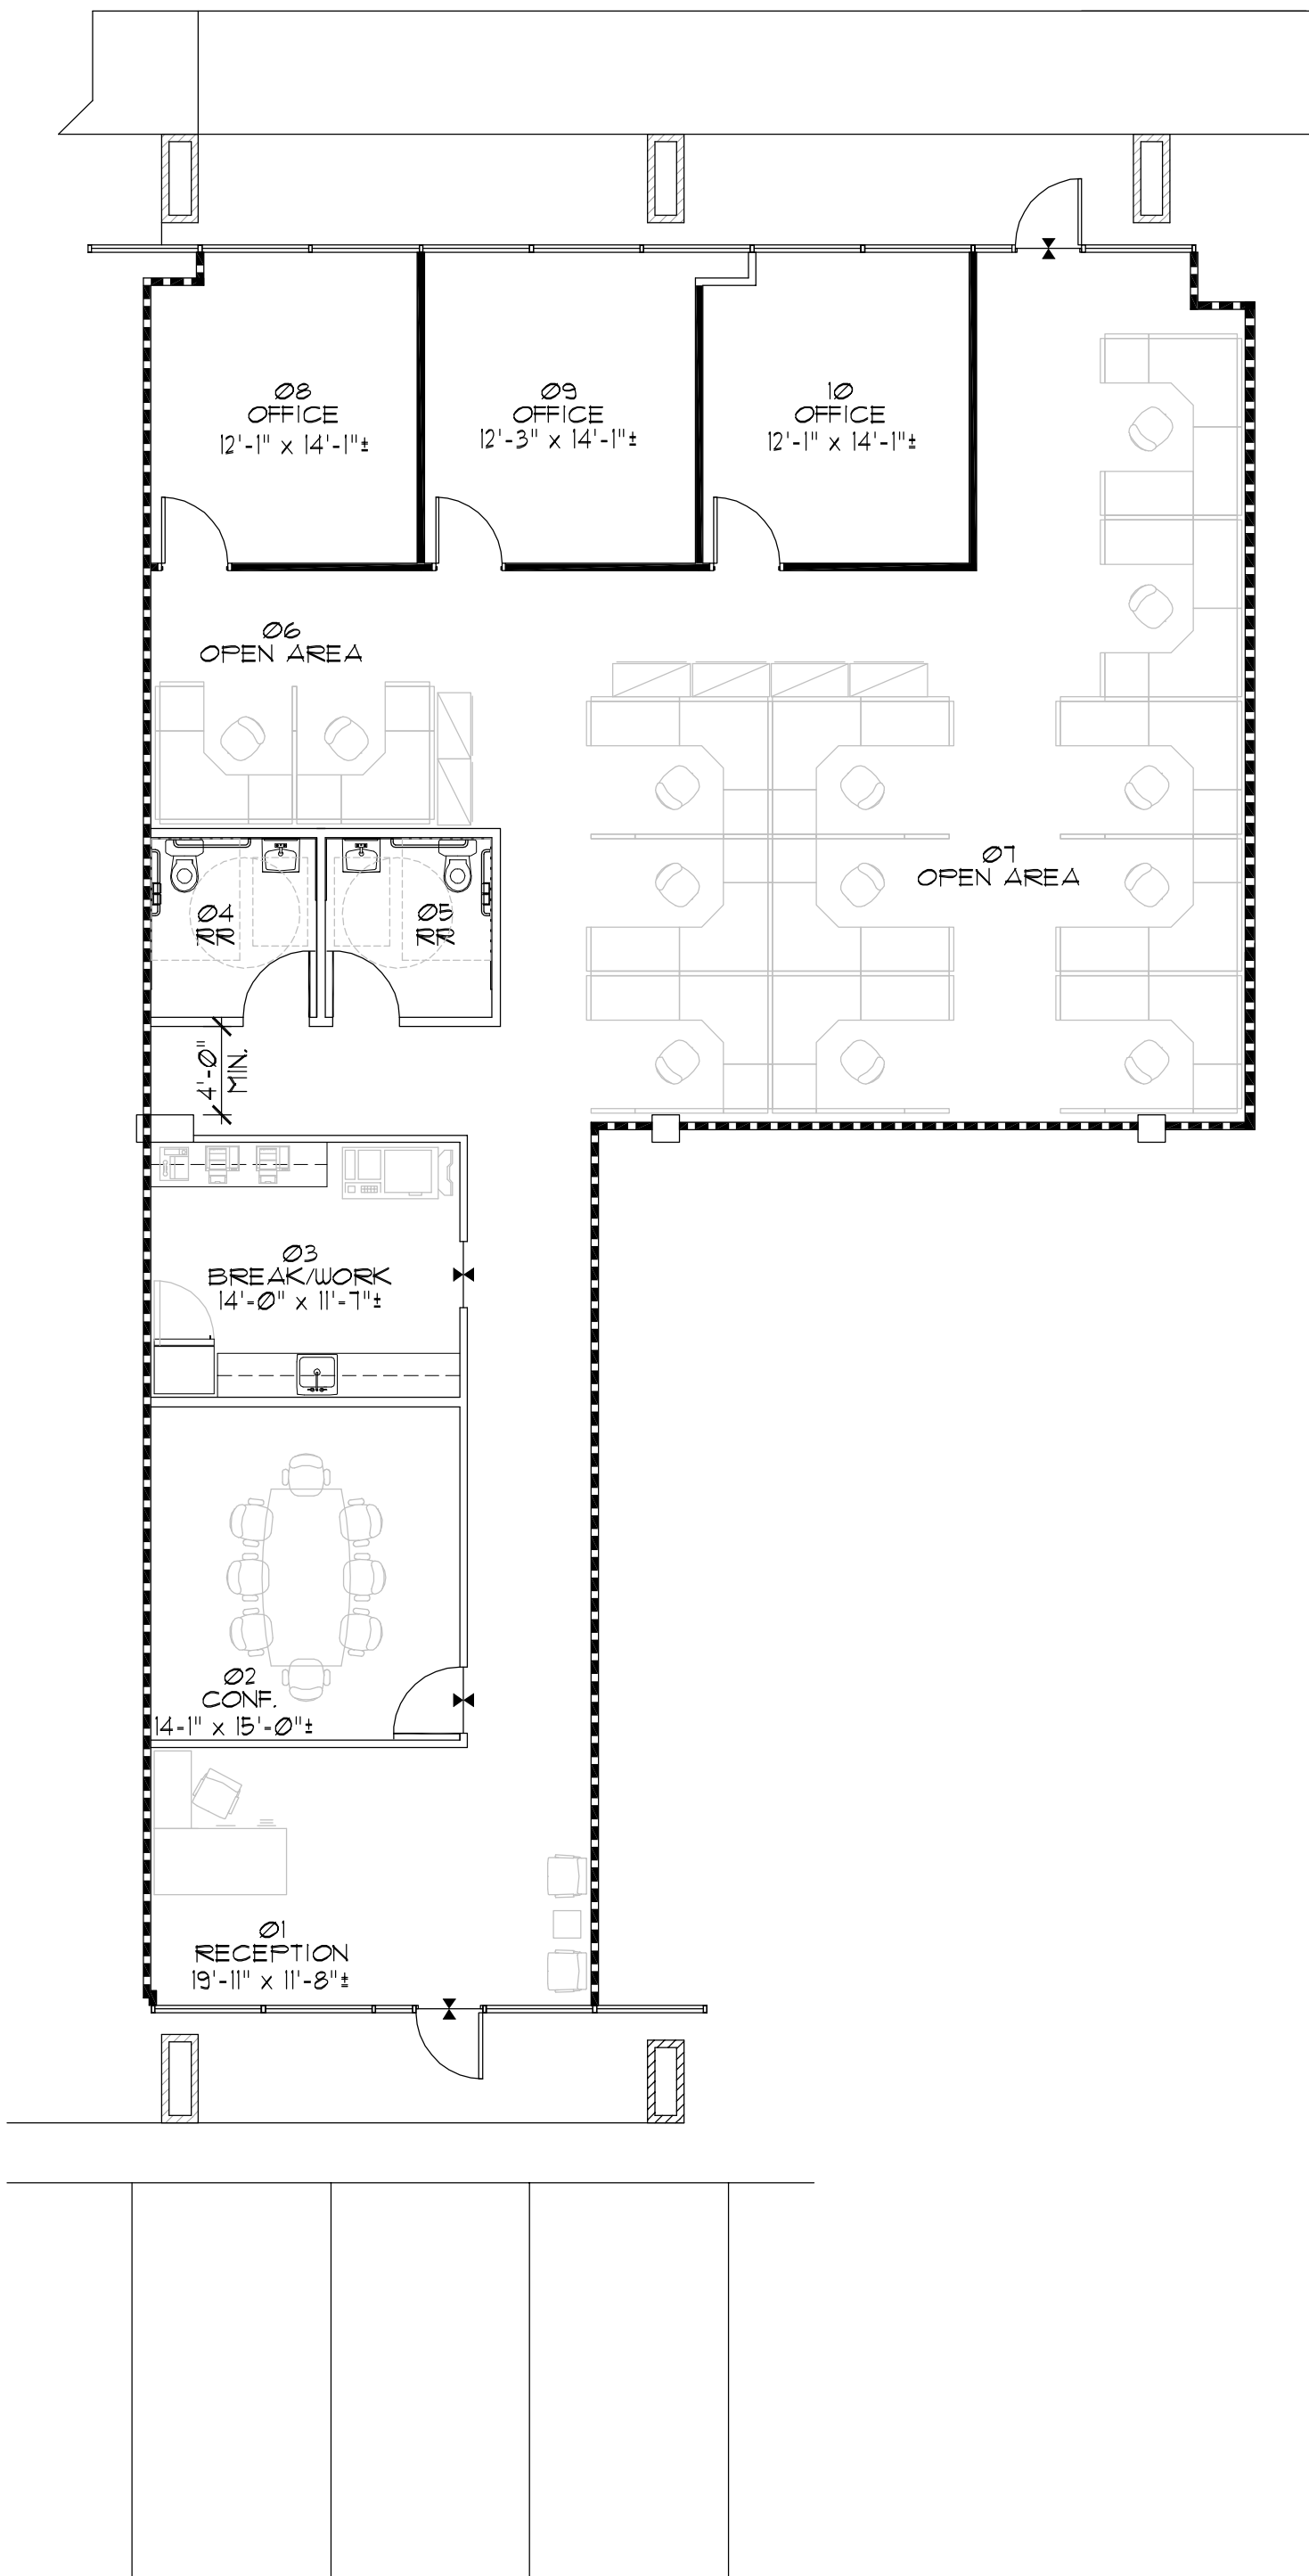 08
OFFICE
12'-1" x 14'-1"±
09
OFFICE
12'-3" x 14'-1"±
10
OFFICE
12'-1" x 14'-1"±
06
OPEN AREA
07
OPEN AREA
04
RR
05
RR
4'-0"
MIN.
03
BREAK/WORK
14'-0" x 11'-7"±
02
CONF.
14-1" x 15'-0"±
01
RECEPTION
19'-11" x 11'-8"±